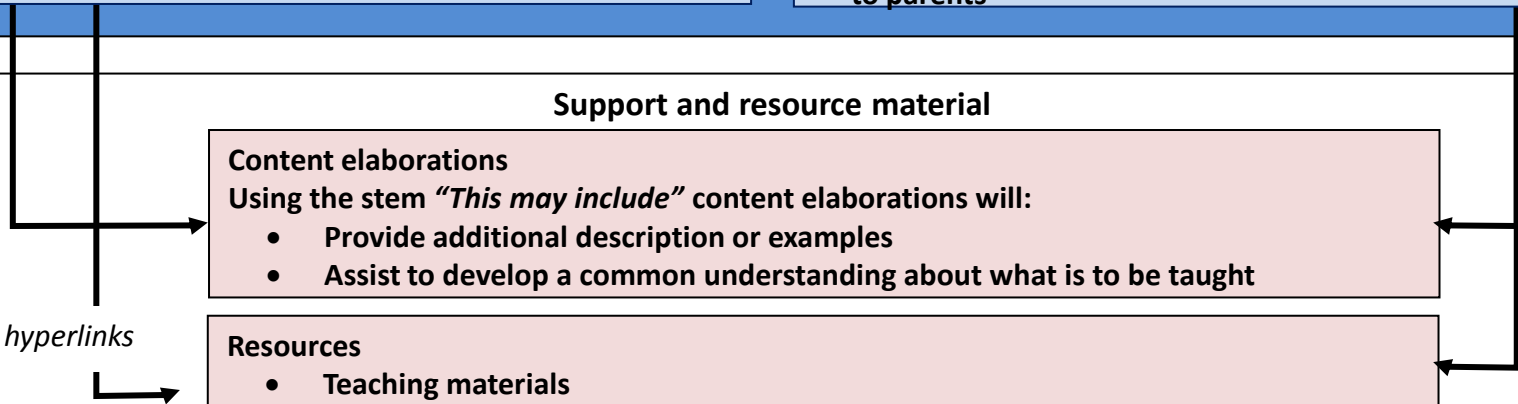 to parents
Support and resource material
Content elaborations
Using the stem “This may include” content elaborations will:
• Provide additional description or examples
• Assist to develop a common understanding about what is to be taught
hyperlinks
Resources
• Teaching materials